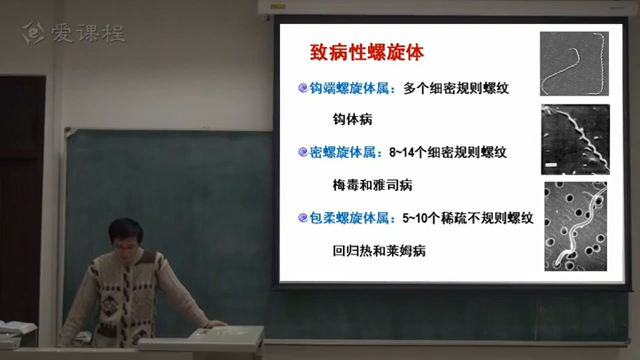 爱课程
致病性螺旋体
钩端螺旋体属：多个细密规则螺纹
钩体病
密螺旋体属：8~14个细密规则螺纹
梅毒和雅司病
包柔螺旋体属：5~10个稀疏不规则螺纹
回归热和莱姆病